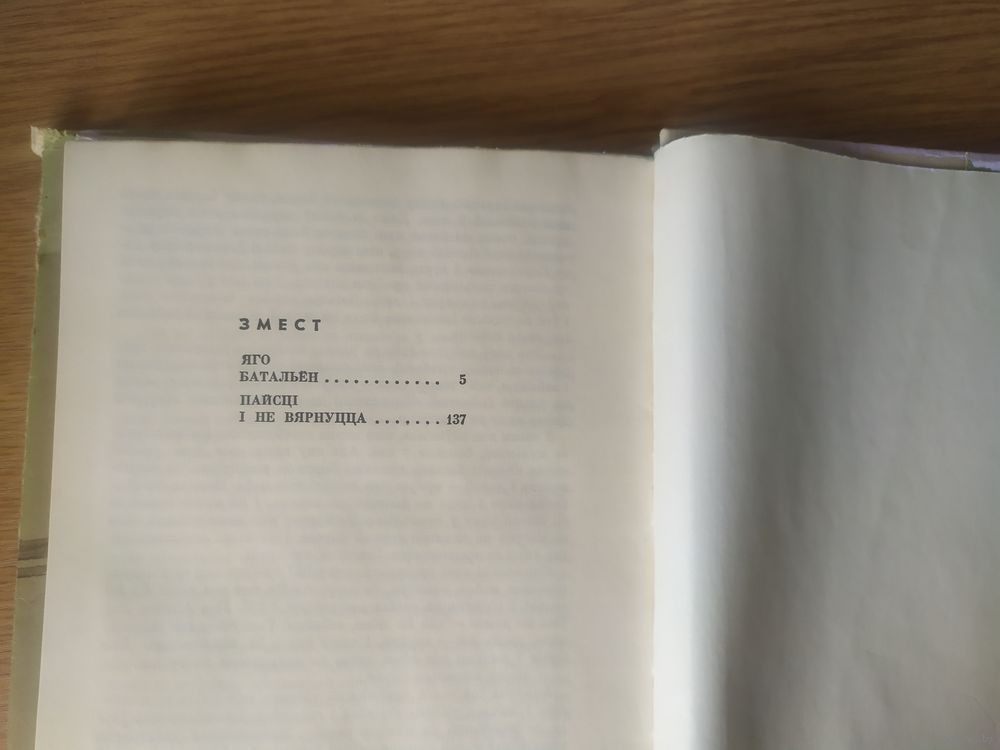 ЗМЕСТ
ЯГО
БАТАЛЬЁН ............ 5
ПАЙСЦІ
І НЕ ВЯРНУЦЦА ....... 137